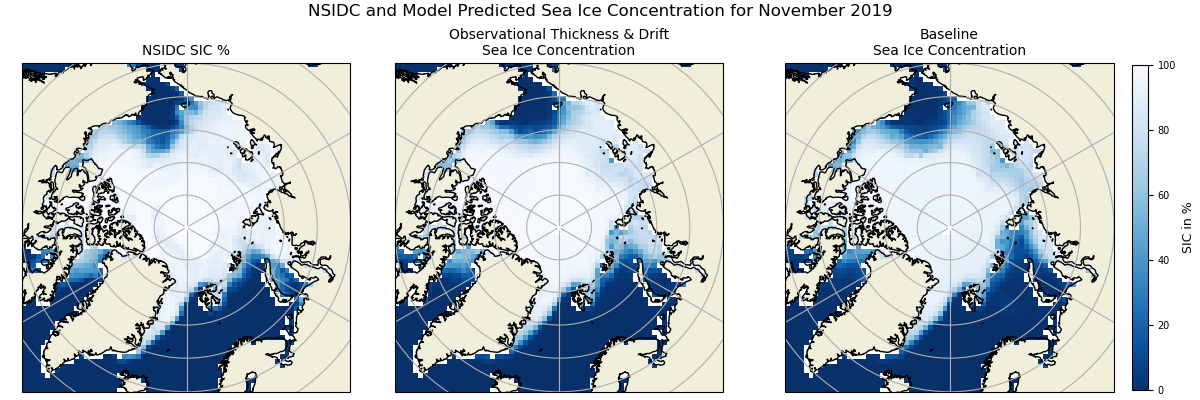 NSIDC and Model Predicted Sea Ice Concentration for November 2019
NSIDC SIC %
Observational Thickness & Drift
Sea Ice Concentration
Baseline
Sea Ice Concentration
100
80
60
40
20
0
SIC in %